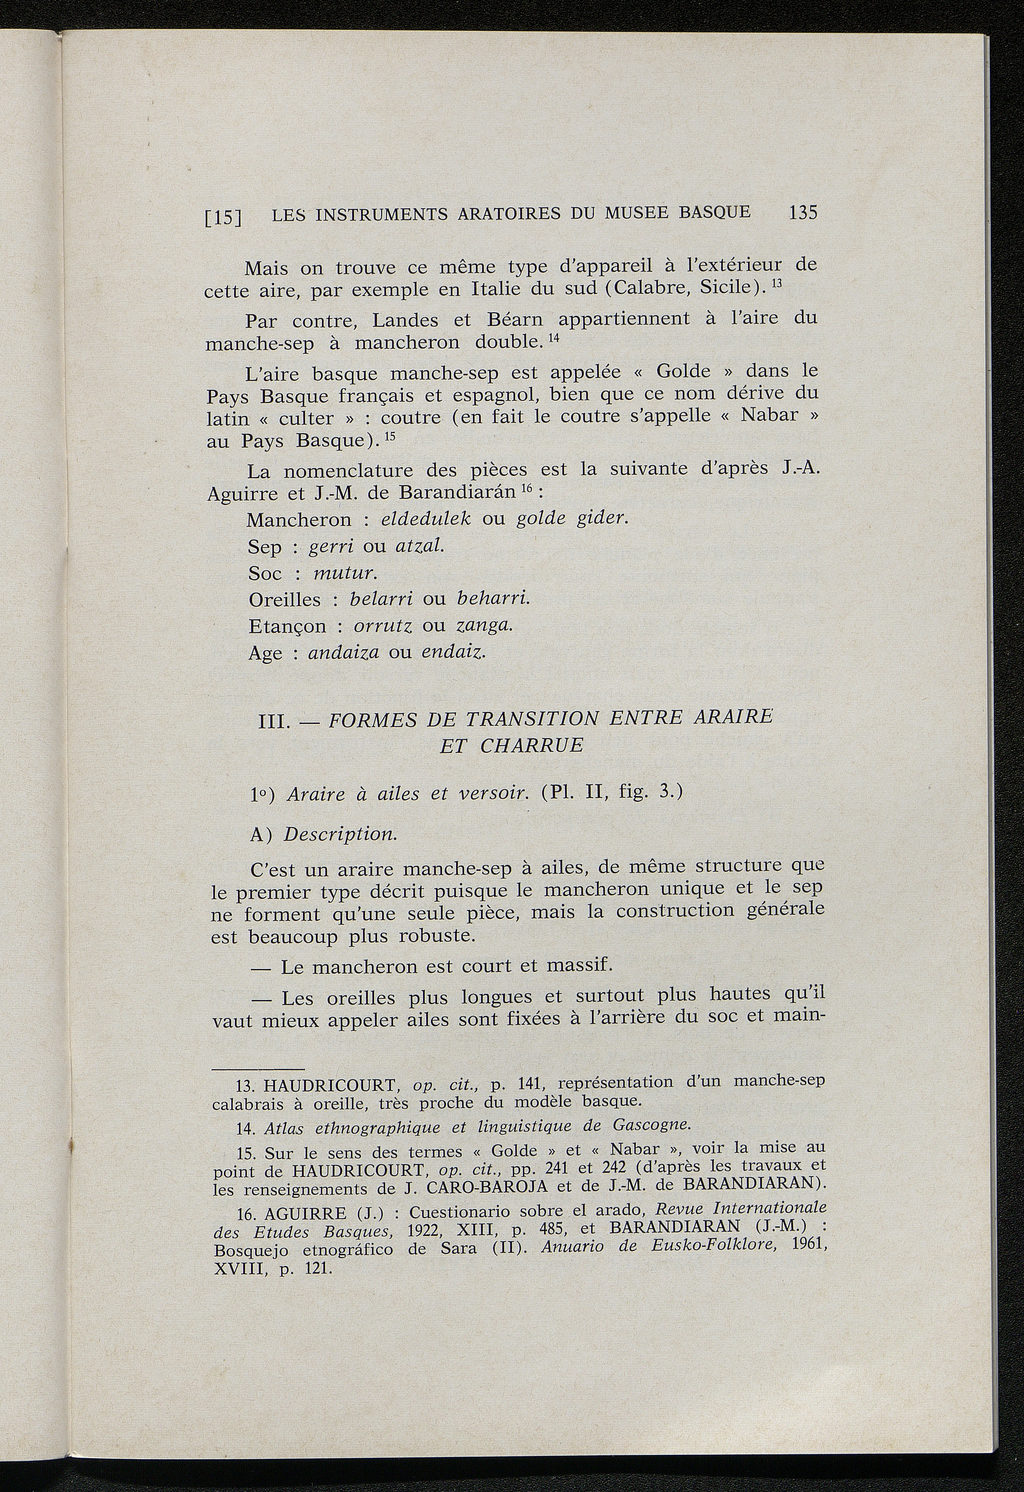 [15] LES INSTRUMENTS ARATOIRES DU MUSEE BASQUE 135
Mais on trouve ce même type d'appareil à l'extérieur de
cette aire, par exemple en Italie du sud (Calabre, Sicile). 13
Par contre, Landes et Béarn appartiennent à l'aire du
manche-sep à mancheron double. 14
L'aire basque manche-sep est appelée « Golde » dans le
Pays Basque français et espagnol, bien que ce nom dérive du
latin « culter » : coutre (en fait le coutre s'appelle « Nabar »
au Pays Basque). 15
La nomenclature des pièces est la suivante d'après J.-A.
Aguirre et J.-M. de Barandiarán 16 :
Mancheron : eldedulek ou golde gider.
Sep : gerri ou atzal.
Soc : mutur.
Oreilles : belarri ou beharri.
Etançon : orrutz ou zanga.
Age : andaiza ou endaiz.
III. — FORMES DE TRANSITION ENTRE ARAIRE
ET CHARRUE
1°) Araire à ailes et versoir. (Pl. II, fig. 3.)
A) Description.
C'est un araire manche-sep à ailes, de même structure que
le premier type décrit puisque le mancheron unique et le sep
ne forment qu'une seule pièce, mais la construction générale
est beaucoup plus robuste.
— Le mancheron est court et massif.
— Les oreilles plus longues et surtout plus hautes qu'il
vaut mieux appeler ailes sont fixées à l'arrière du soc et main-
13. HAUDRICOURT, op. cit., p. 141, représentation d'un manche-sep
calabrais à oreille, très proche du modèle basque.
14. Atlas ethnographique et linguistique de Gascogne.
15. Sur le sens des termes « Golde » et « Nabar », voir la mise au
point de HAUDRICOURT, op. cit., pp. 241 et 242 (d'après les travaux et
les renseignements de J. CARO-BAROJA et de J.-M. de BARANDIARAN).
16. AGUIRRE (J.) : Cuestionario sobre el arado, Revue Internationale
des Etudes Basques, 1922, XIII, p. 485, et BARANDIARAN (J.-M.) :
Bosquejo etnográfico de Sara (II). Anuario de Eusko-Folklore, 1961,
XVIII, p. 121.